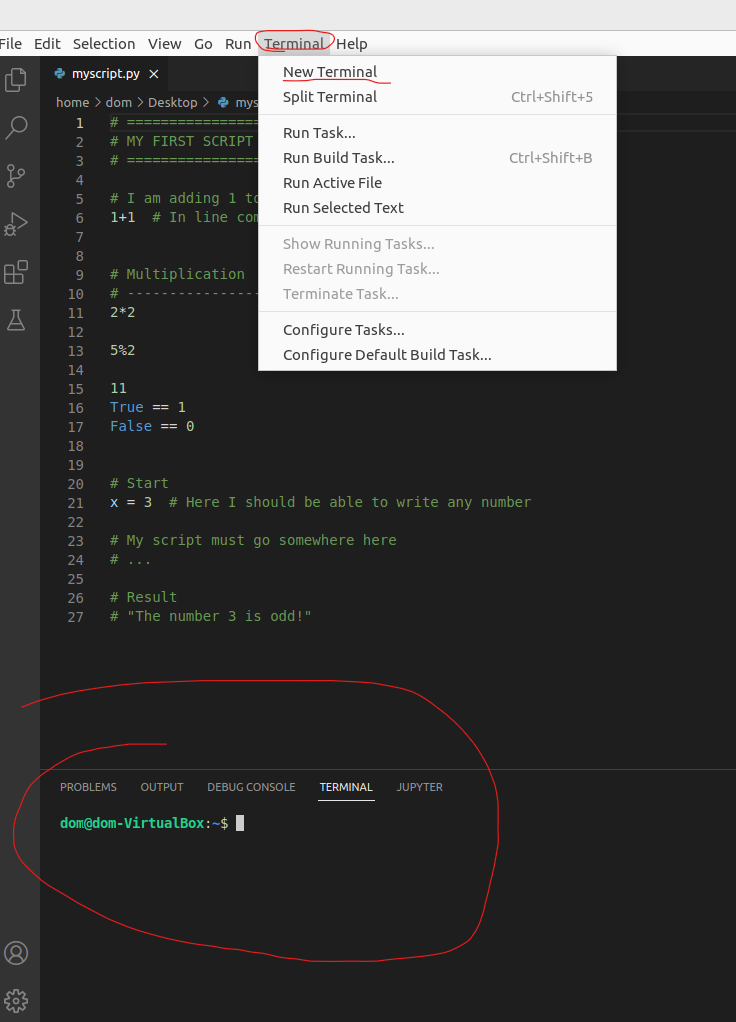 File Edit Selection View Go Run Terminal Help
New Terminal
Split Terminal Ctrl+Shift+5
Run Task...
Run Build Task... Ctrl+Shift+B
Run Active File
Run Selected Text
Show Running Tasks...
Restart Running Task...
Terminate Task...
Configure Tasks...
Configure Default Build Task...
myscript.py ×
home > dom > Desktop > mys
1 # ================
2 # MY FIRST SCRIPT
3 # ================
4
5 # I am adding 1 to
6 1+1  # In line com
7
8
9 # Multiplication
10 # ----------------
11 2*2
12
13 5%2
14
15 11
16 True == 1
17 False == 0
18
19
20 # Start
21 x = 3  # Here I should be able to write any number
22
23 # My script must go somewhere here
24 # ...
25
26 # Result
27 # "The number 3 is odd!"
PROBLEMS OUTPUT DEBUG CONSOLE TERMINAL JUPYTER
dom@dom-VirtualBox:~$